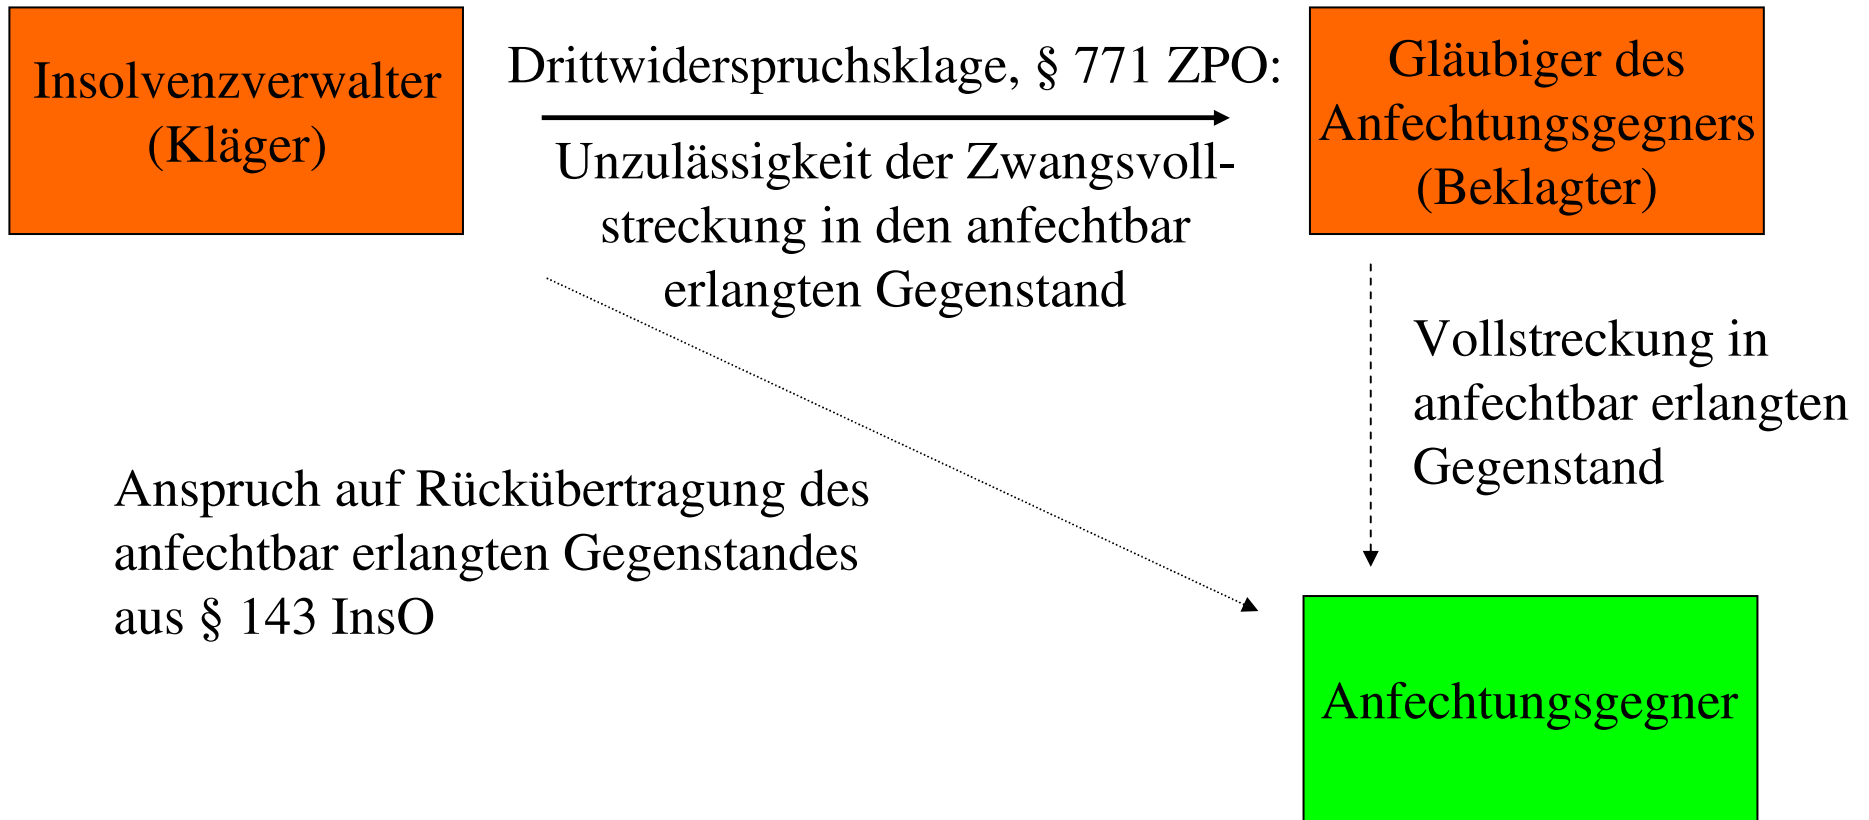 Insolvenzverwalter
(Kläger)
Drittwiderspruchsklage, § 771 ZPO:
Unzulässigkeit der Zwangsvoll-
streckung in den anfechtbar
erlangten Gegenstand
Gläubiger des
Anfechtungsgegners
(Beklagter)
Vollstreckung in
anfechtbar erlangten
Gegenstand
Anspruch auf Rückübertragung des
anfechtbar erlangten Gegenstandes
aus § 143 InsO
Anfechtungsgegner